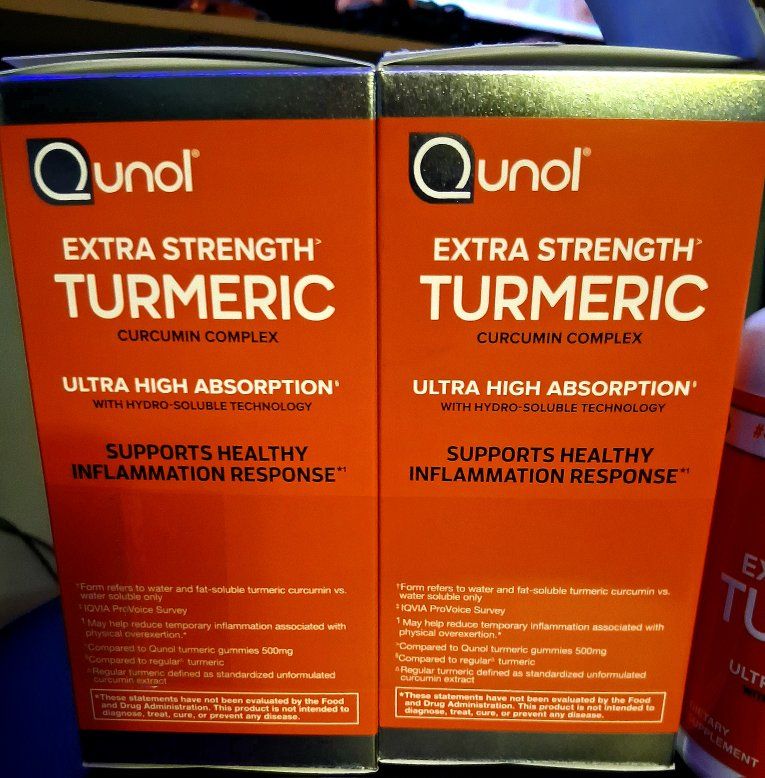 Qunol®
EXTRA STRENGTH>
TURMERIC
CURCUMIN COMPLEX
ULTRA HIGH ABSORPTION§
WITH HYDRO-SOLUBLE TECHNOLOGY
SUPPORTS HEALTHY
INFLAMMATION RESPONSE*¹
†Form refers to water and fat-soluble turmeric curcumin vs.
water soluble only
‡IQVIA ProVoice Survey
¹ May help reduce temporary inflammation associated with
physical overexertion.*
>Compared to Qunol turmeric gummies 500mg
§Compared to regular∆ turmeric
∆Regular turmeric defined as standardized unformulated
curcumin extract
*These statements have not been evaluated by the Food
and Drug Administration. This product is not intended to
diagnose, treat, cure, or prevent any disease.
Qunol®
EXTRA STRENGTH>
TURMERIC
CURCUMIN COMPLEX
ULTRA HIGH ABSORPTION§
WITH HYDRO-SOLUBLE TECHNOLOGY
SUPPORTS HEALTHY
INFLAMMATION RESPONSE*¹
†Form refers to water and fat-soluble turmeric curcumin vs.
water soluble only
‡IQVIA ProVoice Survey
¹ May help reduce temporary inflammation associated with
physical overexertion.*
>Compared to Qunol turmeric gummies 500mg
§Compared to regular∆ turmeric
∆Regular turmeric defined as standardized unformulated
curcumin extract
*These statements have not been evaluated by the Food
and Drug Administration. This product is not intended to
diagnose, treat, cure, or prevent any disease.
EX
TU
ULT